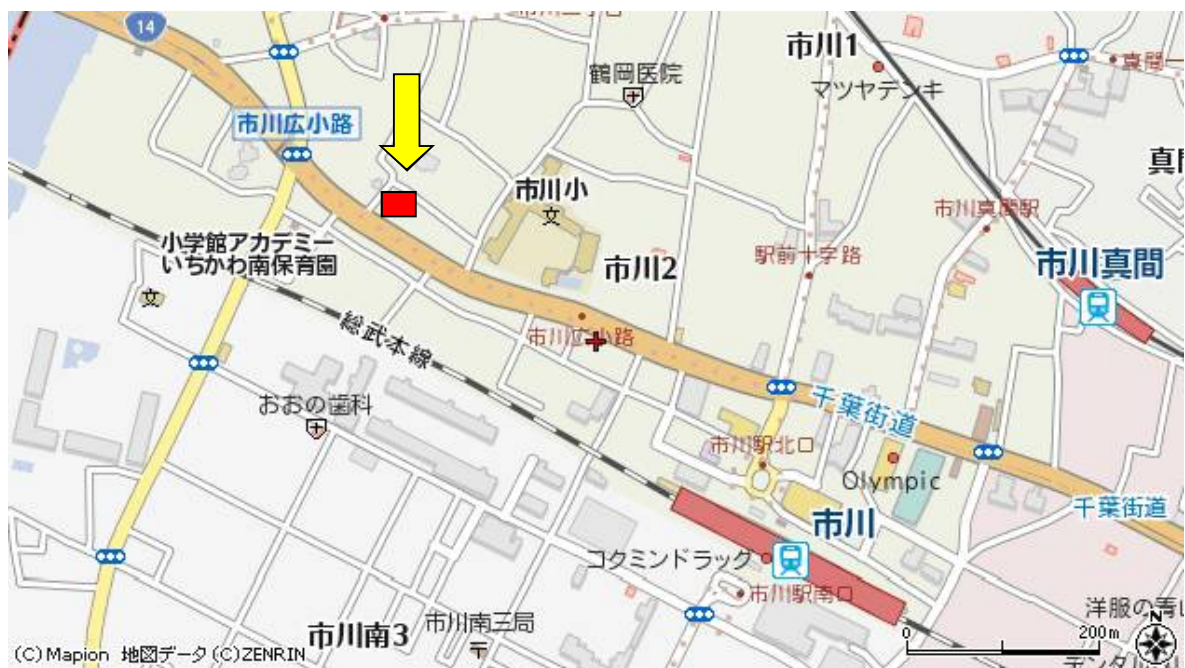 14
市川1
真間一
鶴岡医院
マツヤデンキ
市川広小路
市川小
文
市川真間駅
小学館アカデミー
いちかわ南保育園
市川2
駅前十字路
市川真間
文
総武本線
市川広小路
おおの歯科
千葉街道
市川駅北口
Olympic
千葉街道
市川
コクミンドラッグ
市川駅南口
洋服の青山
市川南3
市川南三局
〒
0
200m
N
(C)Mapion 地図データ(C)ZENRIN